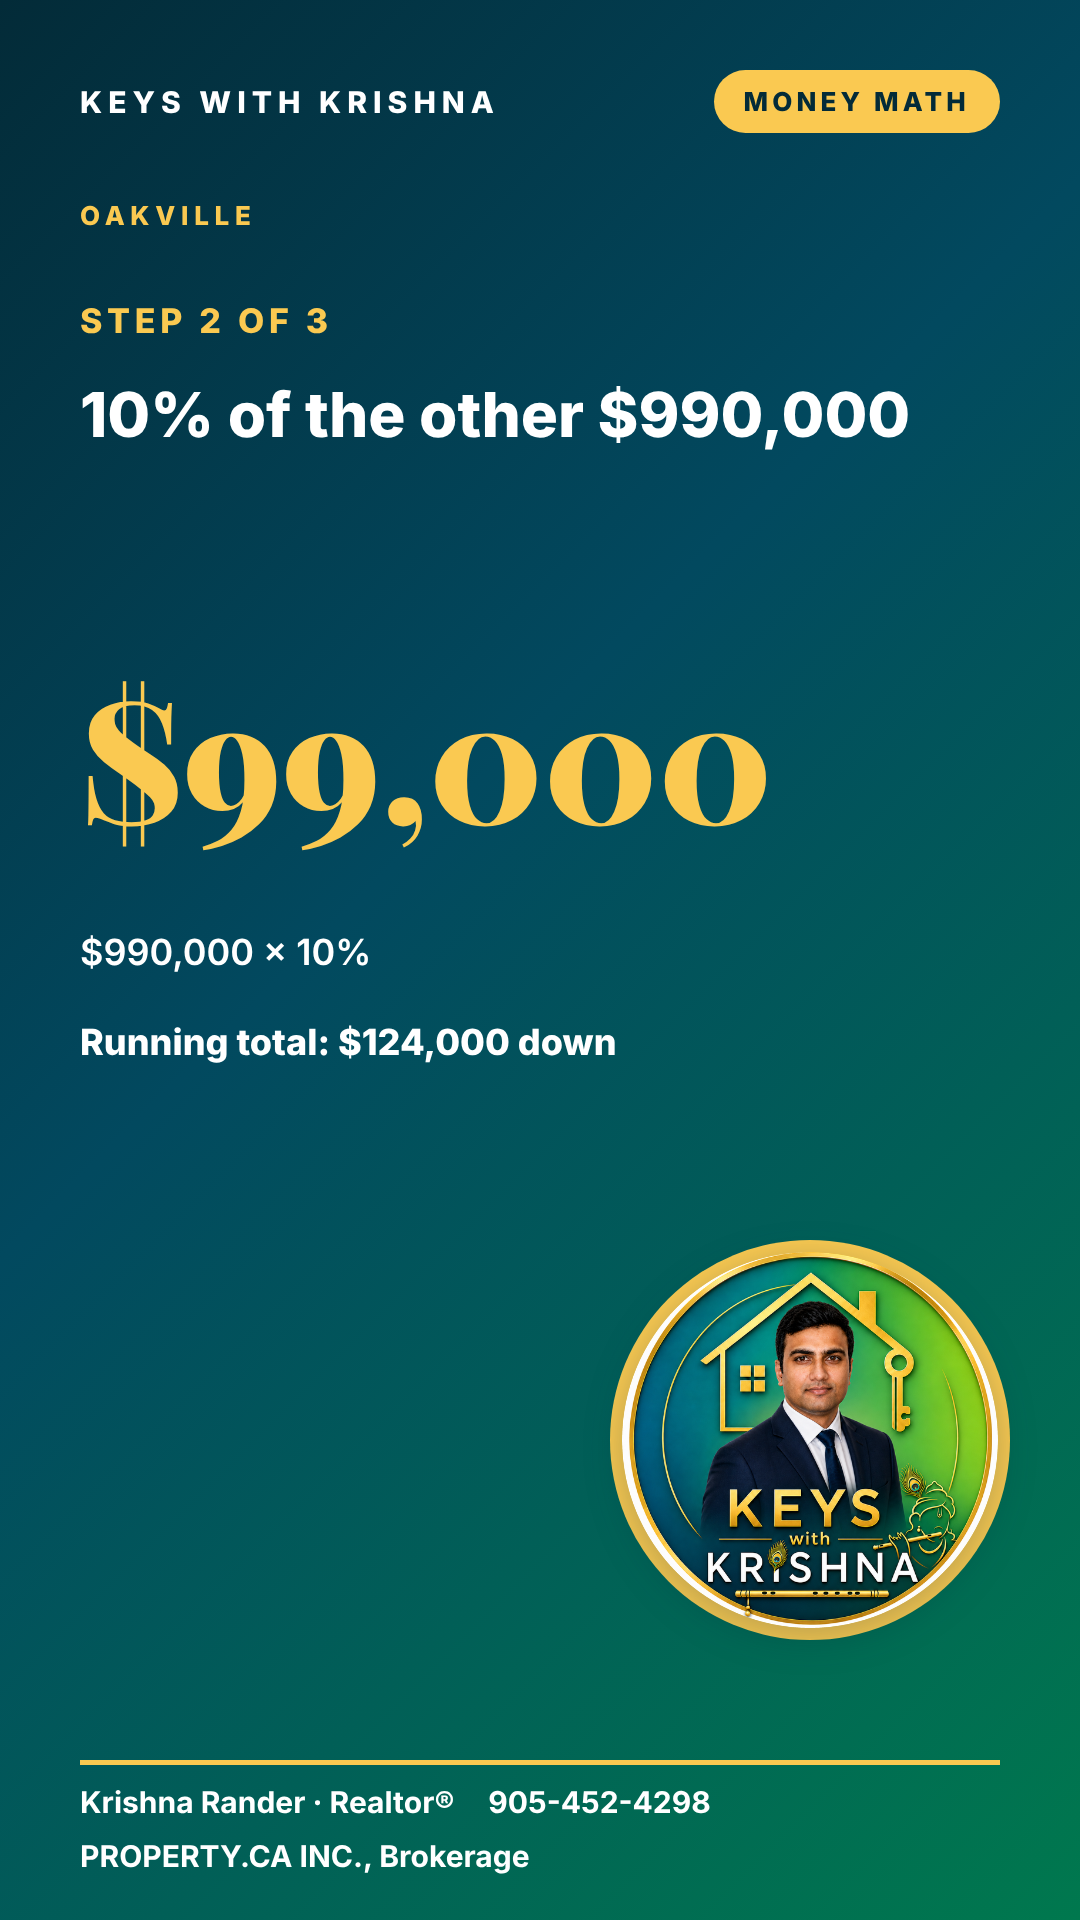 KEYS WITH KRISHNA
MONEY MATH
OAKVILLE
STEP 2 OF 3
10% of the other $990,000
$99,000
$990,000 × 10%
Running total: $124,000 down
KEYS
with
KRISHNA
Krishna Rander · Realtor® 905-452-4298
PROPERTY.CA INC., Brokerage